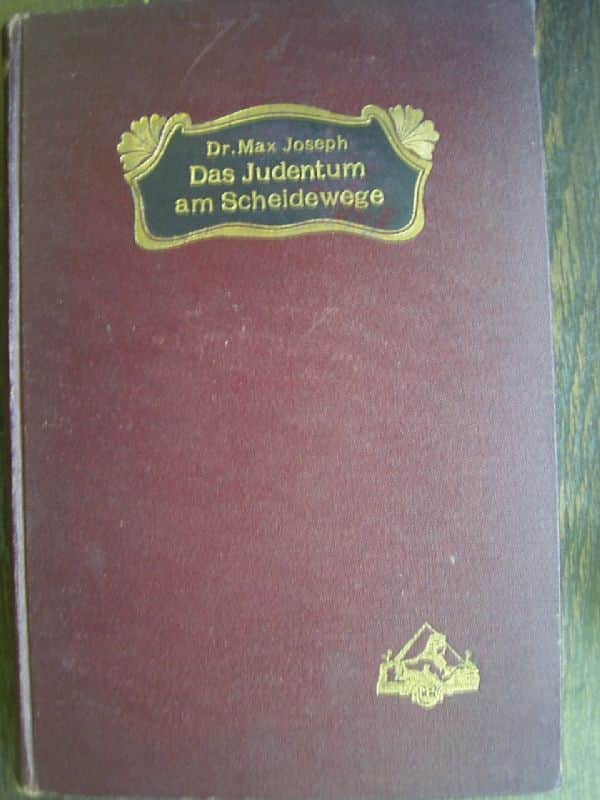 Dr. Max Joseph
Das Judentum
am Scheidewege